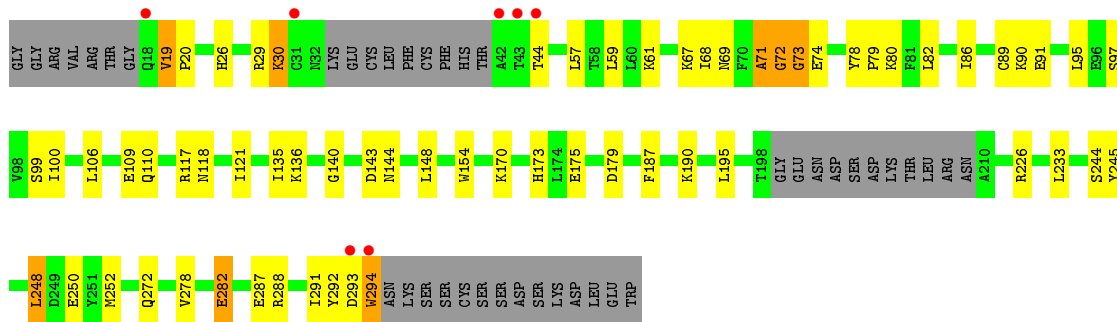 GLY GLY ARG VAL ARG THR GLY Q18 V19 P20 H26 R29 K30 C31 N32 LYS GLU CYS LEU PHE CYS PHE HIS THR A42 T43 T44 L57 T58 L59 L60 K61 K67 I68 N69 F70 A71 G72 G73 E74 Y78 P79 K80 F81 L82 I86 C89 K90 E91 L95 E96 S97
V98 S99 I100 L106 E109 Q110 R117 N118 I121 I135 K136 G140 D143 N144 L148 W154 K170 H173 L174 E175 D179 F187 K190 L195 T198 GLY GLU ASN ASP SER ASP LYS THR LEU ARG ASN A210 R226 L233 S244 Y245
L248 D249 E250 Y251 M252 Q272 V278 E282 E287 R288 I291 Y292 D293 W294 ASN LYS SER SER CYS SER SER ASP SER LYS ASP LEU GLU TRP